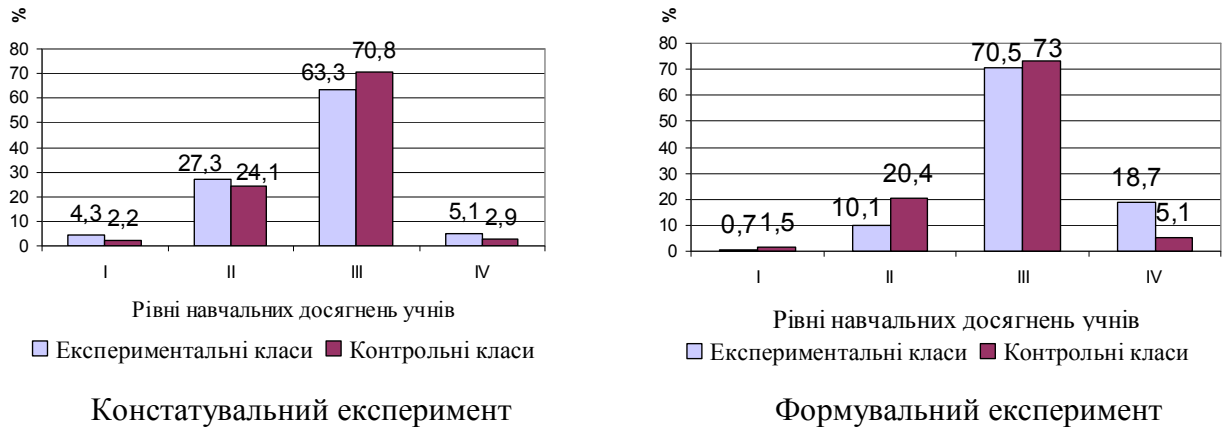 %
80
70
60
50
40
30
20
10
0
4,3
2,2
27,3
24,1
63,3
70,8
5,1
2,9
I
II
III
IV
Рівні навчальних досягнень учнів
Експериментальні класи
Контрольні класи
Констатувальний експеримент
%
80
70
60
50
40
30
20
10
0
0,7
1,5
10,1
20,4
70,5
73
18,7
5,1
I
II
III
IV
Рівні навчальних досягнень учнів
Експериментальні класи
Контрольні класи
Формувальний експеримент